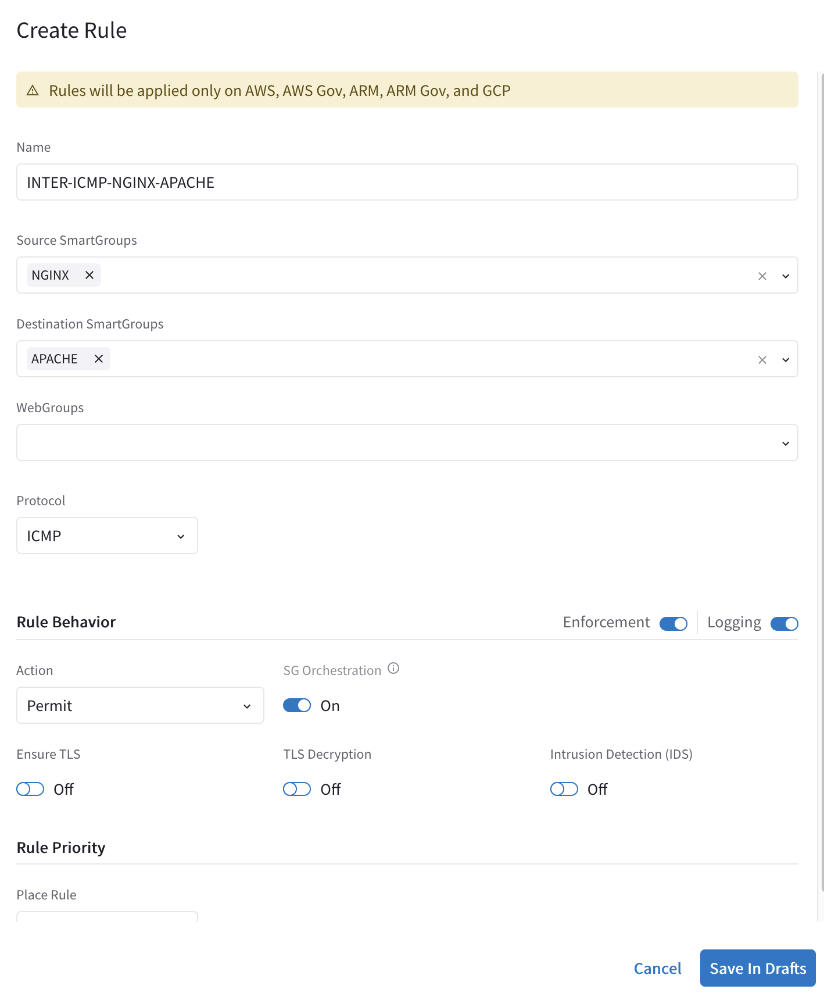 Create Rule
Rules will be applied only on AWS, AWS Gov, ARM, ARM Gov, and GCP
Name
INTER-ICMP-NGINX-APACHE
Source SmartGroups
NGINX
Destination SmartGroups
APACHE
WebGroups
Protocol
ICMP
Rule Behavior Enforcement Logging
Action SG Orchestration
Permit On
Ensure TLS TLS Decryption Intrusion Detection (IDS)
Off Off Off
Rule Priority
Place Rule
Cancel Save In Drafts